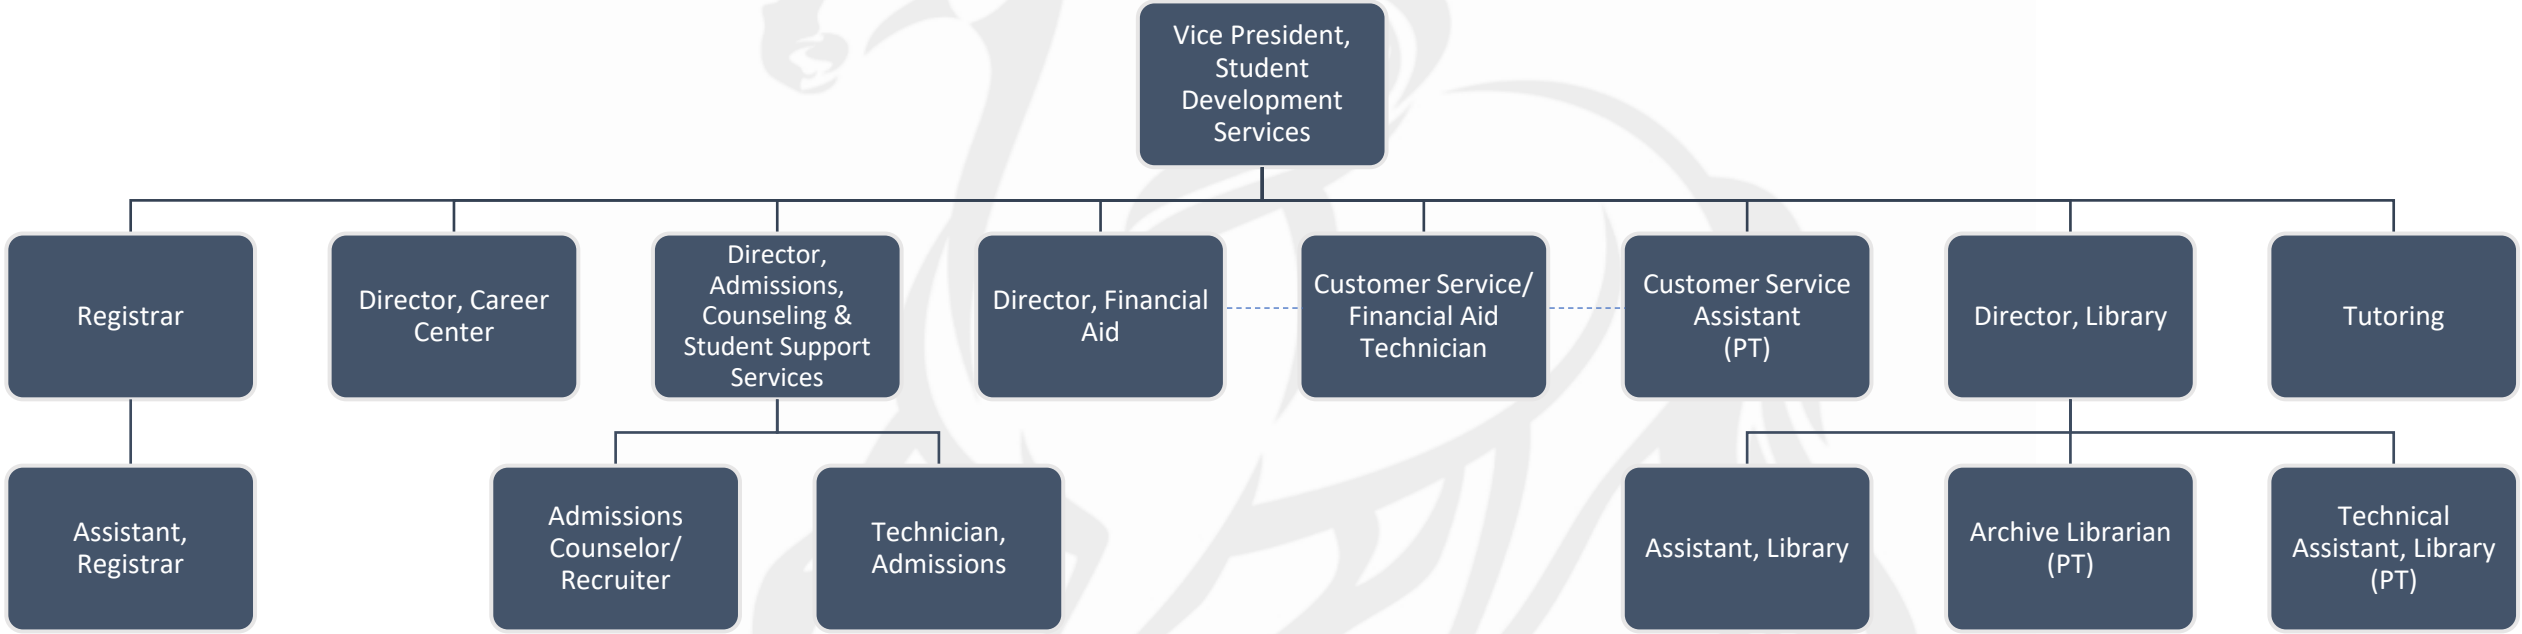 Vice President,
Student
Development
Services
Registrar
Director, Career
Center
Director,
Admissions,
Counseling &
Student Support
Services
Director, Financial
Aid
Customer Service/
Financial Aid
Technician
Customer Service
Assistant
(PT)
Director, Library
Tutoring
Assistant,
Registrar
Admissions
Counselor/
Recruiter
Technician,
Admissions
Assistant, Library
Archive Librarian
(PT)
Technical
Assistant, Library
(PT)